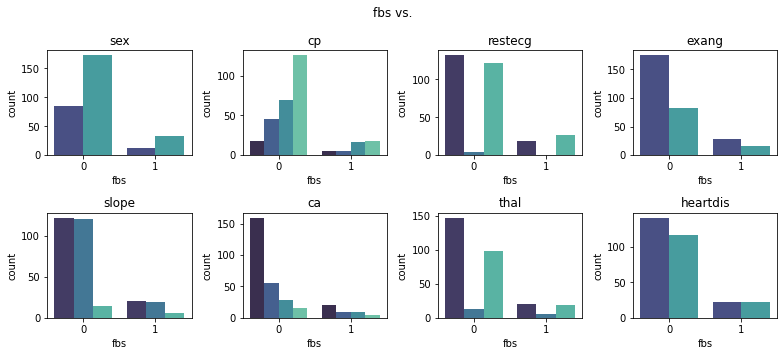 fbs vs.
sex cp restecg exang
count 150 100 50 0
count 100 50 0
count 100 50 0
count 150 100 50 0
0 1 0 1 0 1 0 1
fbs fbs fbs fbs
slope ca thal heartdis
count 100 50 0
count 150 100 50 0
count 150 100 50 0
count 100 50 0
0 1 0 1 0 1 0 1
fbs fbs fbs fbs